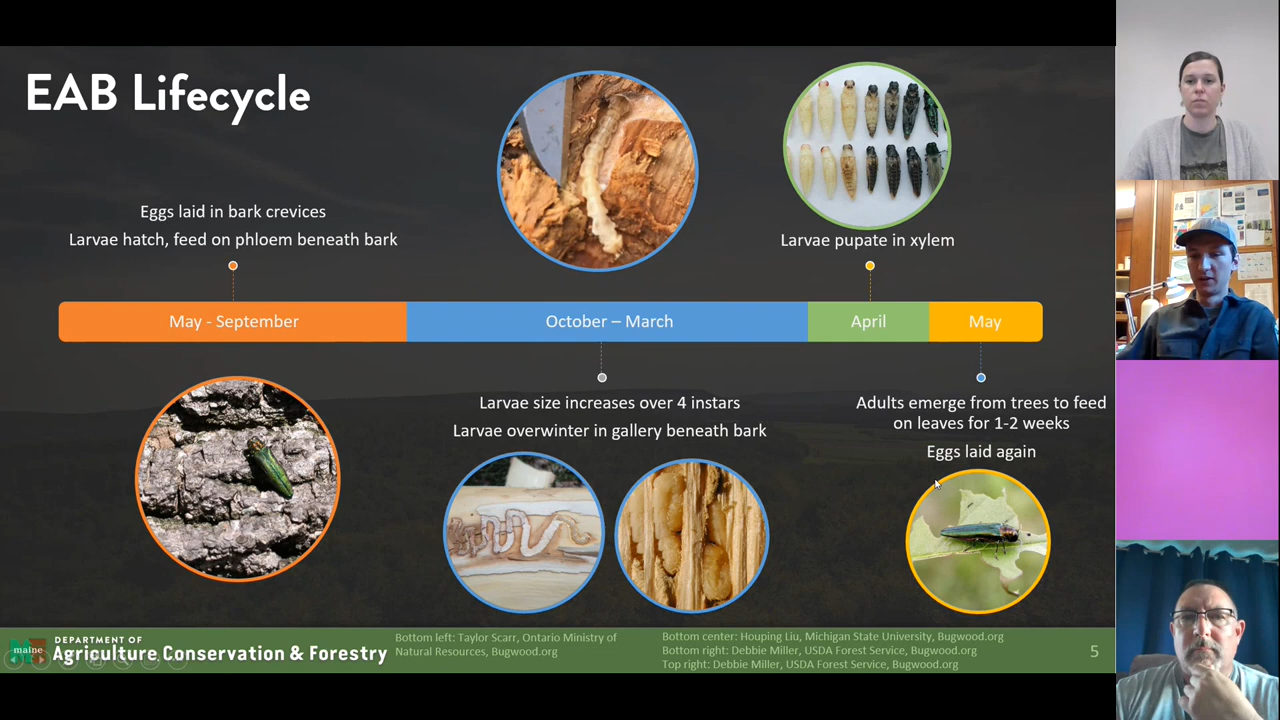 EAB Lifecycle
Eggs laid in bark crevices
Larvae hatch, feed on phloem beneath bark
Larvae pupate in xylem
May - September
October – March
April
May
Larvae size increases over 4 instars
Larvae overwinter in gallery beneath bark
Adults emerge from trees to feed
on leaves for 1-2 weeks
Eggs laid again
maine
DEPARTMENT OF
Agriculture Conservation & Forestry
Bottom left: Taylor Scarr, Ontario Ministry of
Natural Resources, Bugwood.org
Bottom center: Houping Liu, Michigan State University, Bugwood.org
Bottom right: Debbie Miller, USDA Forest Service, Bugwood.org
Top right: Debbie Miller, USDA Forest Service, Bugwood.org
5